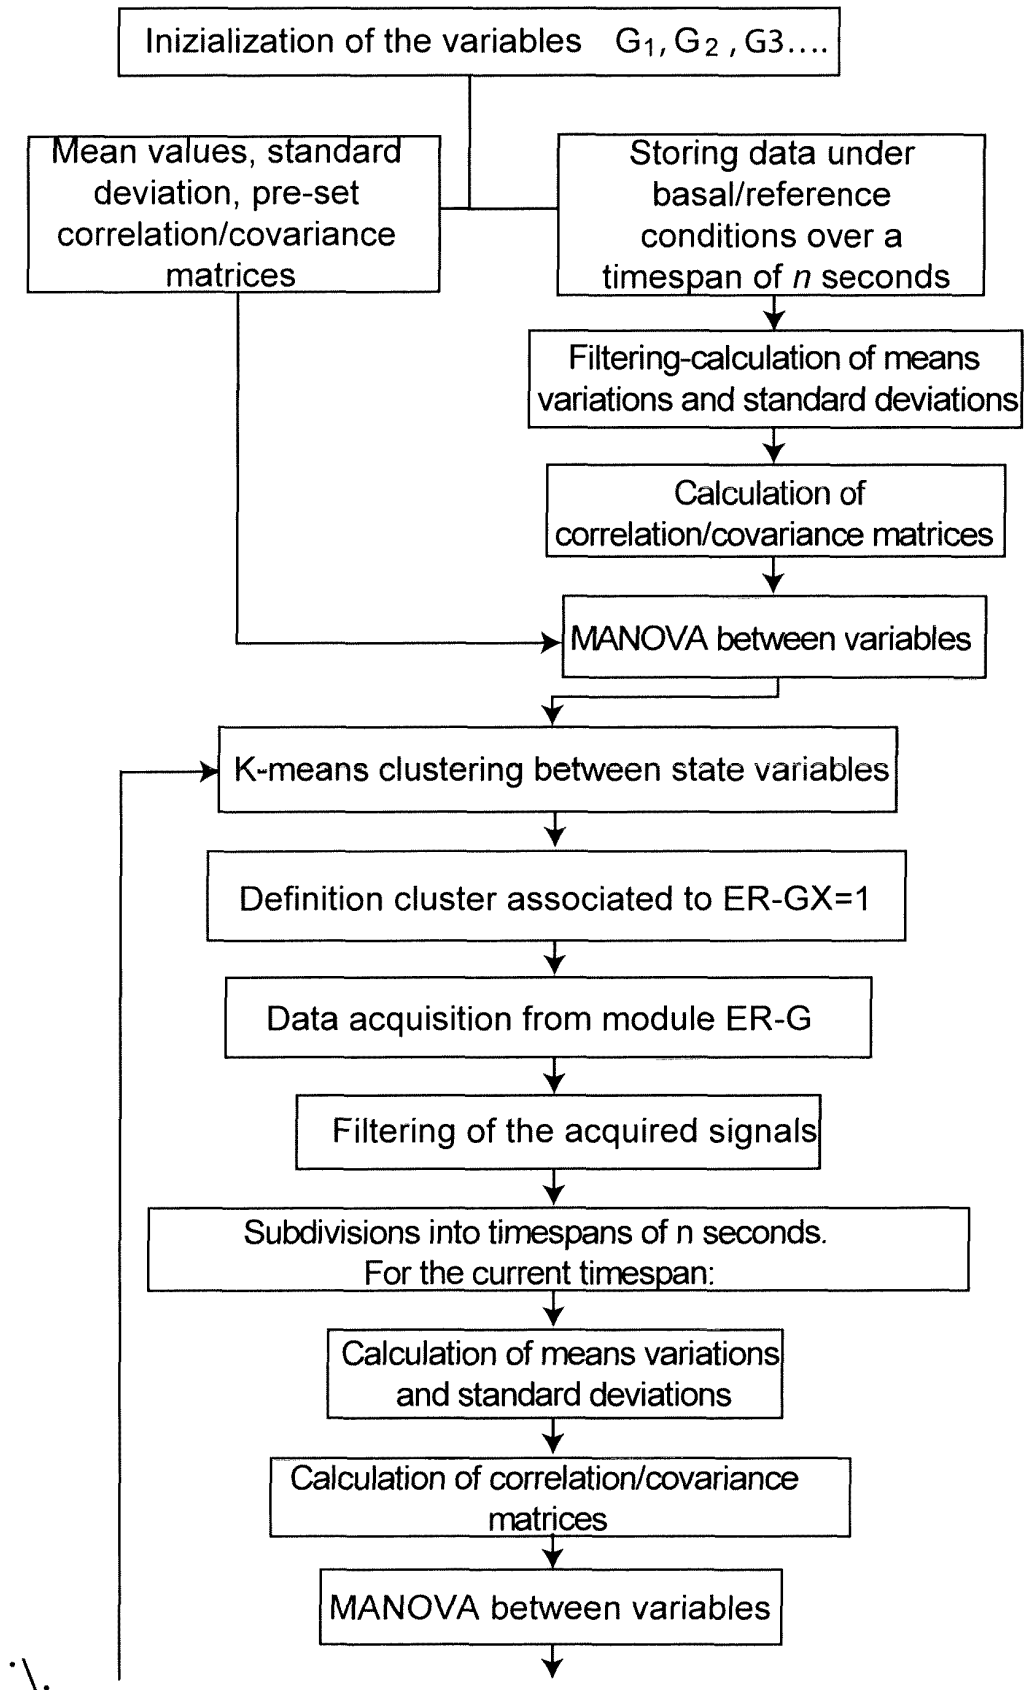 Inizialization of the variables G1, G2 , G3....
Mean values, standard
deviation, pre-set
correlation/covariance
matrices
Storing data under
basal/reference
conditions over a
timespan of n seconds
Filtering-calculation of means
variations and standard deviations
Calculation of
correlation/covariance matrices
MANOVA between variables
K-means clustering between state variables
Definition cluster associated to ER-GX=1
Data acquisition from module ER-G
Filtering of the acquired signals
Subdivisions into timespans of n seconds.
For the current timespan:
Calculation of means variations
and standard deviations
Calculation of correlation/covariance
matrices
MANOVA between variables
.\.